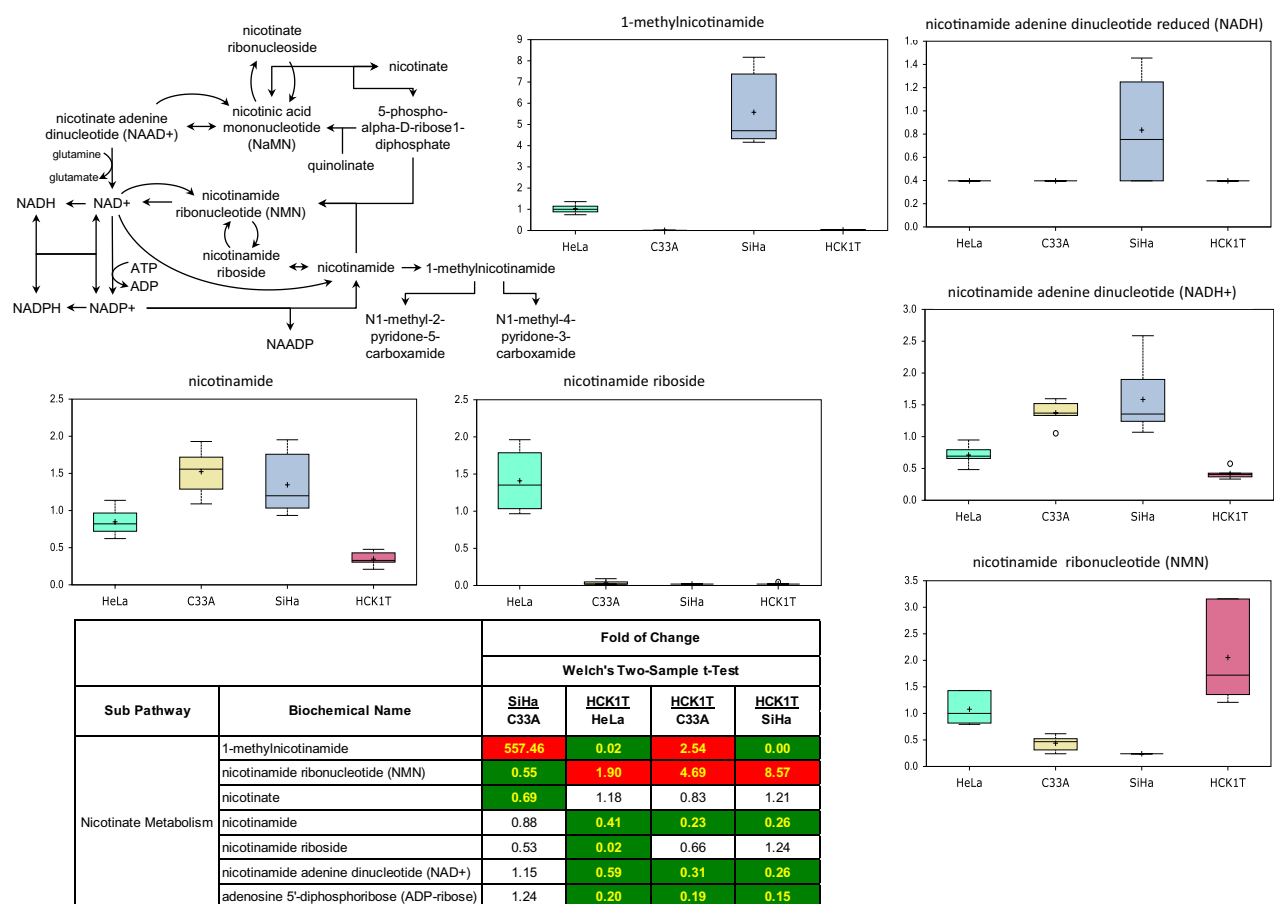 nicotinate
ribonucleoside
nicotinate
nicotinate adenine
dinucleotide (NAAD+)
nicotinic acid
mononucleotide
(NaMN)
5-phospho-
alpha-D-ribose1-
diphosphate
quinolinate
glutamine
glutamate
NADH
NAD+
nicotinamide
ribonucleotide (NMN)
nicotinamide
riboside
nicotinamide
1-methylnicotinamide
ATP
ADP
NADPH
NADP+
NAADP
N1-methyl-2-
pyridone-5-
carboxamide
N1-methyl-4-
pyridone-3-
carboxamide
1-methylnicotinamide
9
8
7
6
5
4
3
2
1
0
HeLa C33A SiHa HCK1T
nicotinamide adenine dinucleotide reduced (NADH)
1.6
1.4
1.2
1.0
0.8
0.6
0.4
0.2
0.0
HeLa C33A SiHa HCK1T
nicotinamide adenine dinucleotide (NADH+)
3.0
2.5
2.0
1.5
1.0
0.5
0.0
HeLa C33A SiHa HCK1T
nicotinamide
2.5
2.0
1.5
1.0
0.5
0.0
HeLa C33A SiHa HCK1T
nicotinamide riboside
2.5
2.0
1.5
1.0
0.5
0.0
HeLa C33A SiHa HCK1T
nicotinamide ribonucleotide (NMN)
3.5
3.0
2.5
2.0
1.5
1.0
0.5
0.0
HeLa C33A SiHa HCK1T
Fold of Change
Welch's Two-Sample t-Test
Sub Pathway Biochemical Name SiHa C33A HCK1T HeLa HCK1T C33A HCK1T SiHa
Nicotinate Metabolism
1-methylnicotinamide 557.46 0.02 2.54 0.00
nicotinamide ribonucleotide (NMN) 0.55 1.90 4.69 8.57
nicotinate 0.69 1.18 0.83 1.21
nicotinamide 0.88 0.41 0.23 0.26
nicotinamide riboside 0.53 0.02 0.66 1.24
nicotinamide adenine dinucleotide (NAD+) 1.15 0.59 0.31 0.26
adenosine 5'-diphosphoribose (ADP-ribose) 1.24 0.20 0.19 0.15